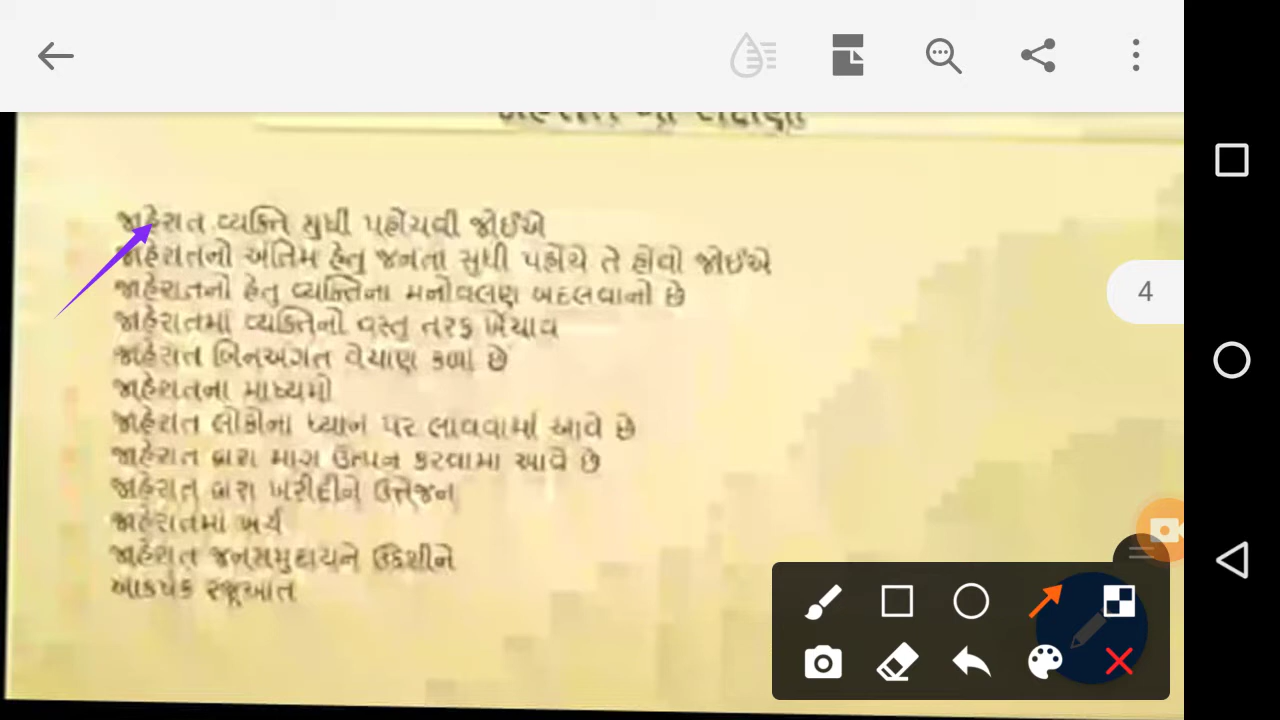 જાહેરાત વ્યક્તિ સુધી પહોંચવી જોઈએ
જાહેરાતનો અંતિમ હેતુ જનતા સુધી પહોંચે તે હોવો જોઈએ
જાહેરાતનો હેતુ વ્યક્તિના મનોવલણ બદલવાનો છે
જાહેરાતમાં વ્યક્તિનો વસ્તુ તરફ ખેંચાવ
જાહેરાત બિનઅંગત વેચાણ કળા છે
જાહેરાતના માધ્યમો
જાહેરાત લોકોના ધ્યાન પર લાવવામાં આવે છે
જાહેરાત દ્વારા માગ ઉત્પન કરવામા આવે છે
જાહેરાત દ્વારા ખરીદીને ઉત્તેજન
જાહેરાતમાં ખર્ચ
જાહેરાત જનસમુદાયને ઉદેશીને
આકર્ષક રજૂઆત
4